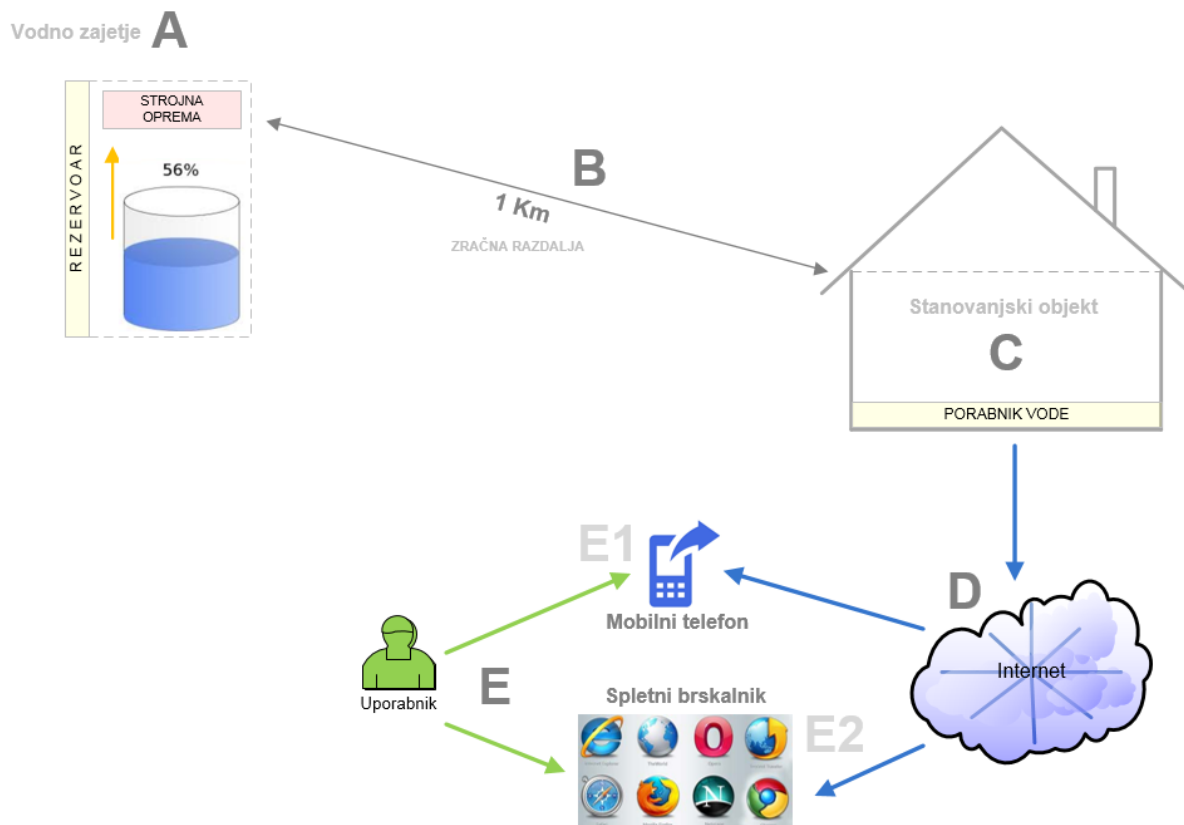 Vodno zajetje A
STROJNA
OPREMA
REZERVOAR
56%
B
1 Km
ZRAČNA RAZDALJA
Stanovanjski objekt
C
PORABNIK VODE
E1
Mobilni telefon
D
Internet
Uporabnik
E
Spletni brskalnik
E2